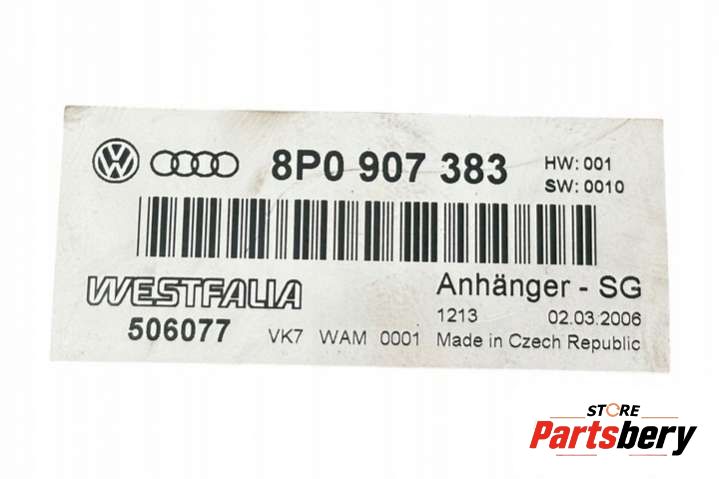 8P0 907 383
HW: 001
SW: 0010
WESTFALIA
Anhänger - SG
506077
VK7 WAM 0001
1213 02.03.2006
Made in Czech Republic
STORE
Partsbery